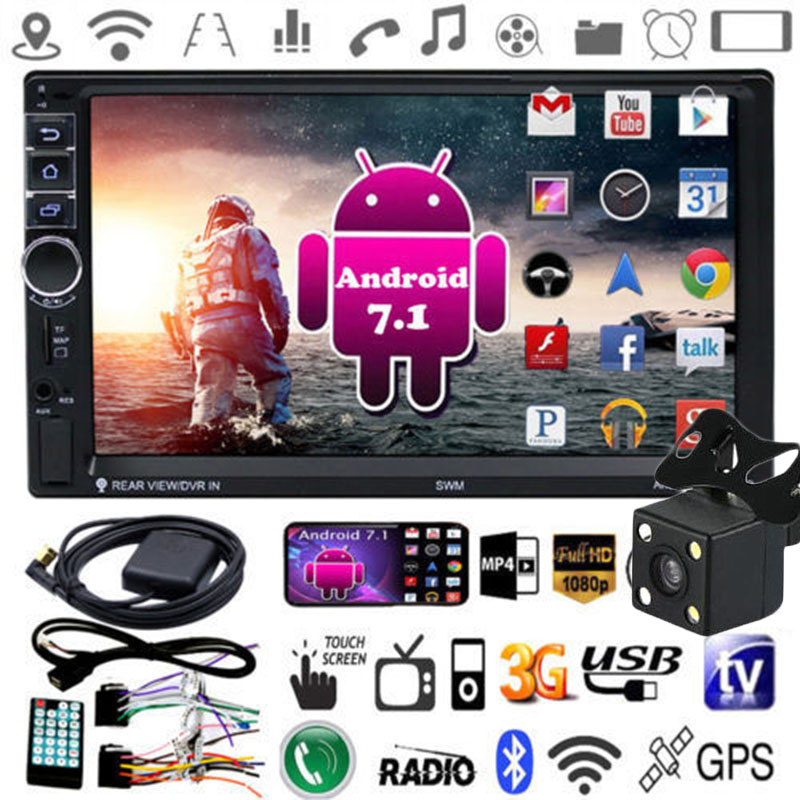 You
Tube
31
Android
7.1
talk
P
PANDORA
g
TF
MAP
RES
AUX
REAR VIEW/DVR IN
SWM
Android 7.1
MP4
Full HD
1080p
TOUCH
SCREEN
3G
USB
tv
RADIO
GPS